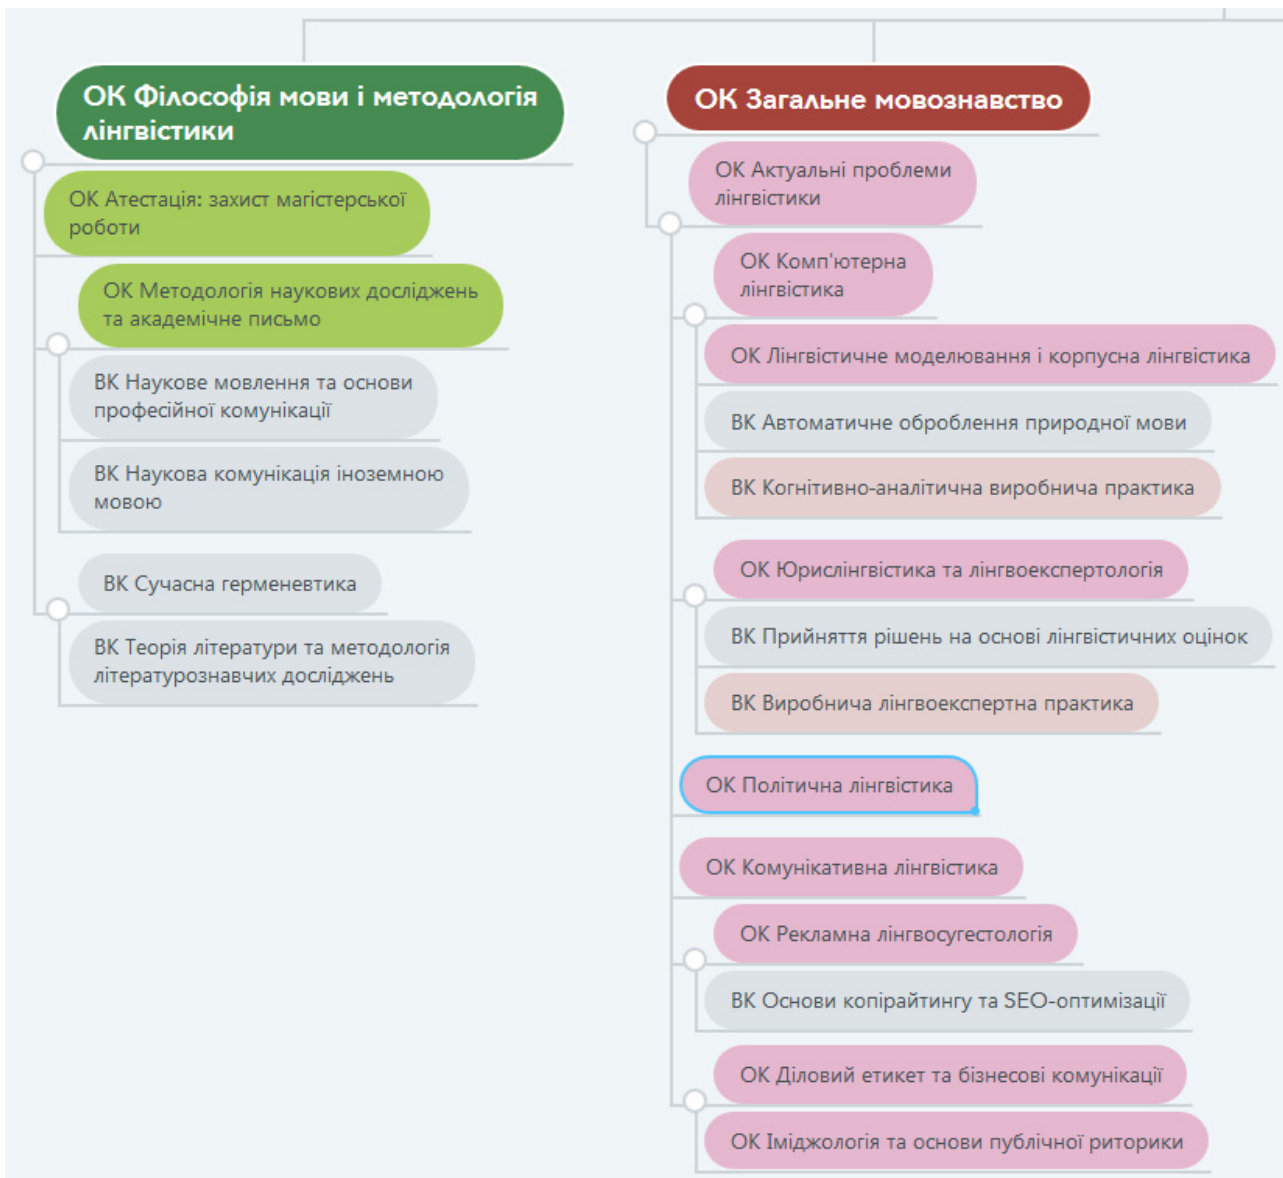 ОК Філософія мови і методологія
лінгвістики
ОК Атестація: захист магістерської
роботи
ОК Методологія наукових досліджень
та академічне письмо
ВК Наукове мовлення та основи
професійної комунікації
ВК Наукова комунікація іноземною
мовою
ВК Сучасна герменевтика
ВК Теорія літератури та методологія
літературознавчих досліджень
ОК Загальне мовознавство
ОК Актуальні проблеми
лінгвістики
ОК Комп'ютерна
лінгвістика
ОК Лінгвістичне моделювання і корпусна лінгвістика
ВК Автоматичне оброблення природної мови
ВК Когнітивно-аналітична виробнича практика
ОК Юрислінгвістика та лінгвоекспертологія
ВК Прийняття рішень на основі лінгвістичних оцінок
ВК Виробнича лінгвоекспертна практика
ОК Політична лінгвістика
ОК Комунікативна лінгвістика
ОК Рекламна лінгвосугестологія
ВК Основи копірайтингу та SEO-оптимізації
ОК Діловий етикет та бізнесові комунікації
ОК Іміджологія та основи публічної риторики